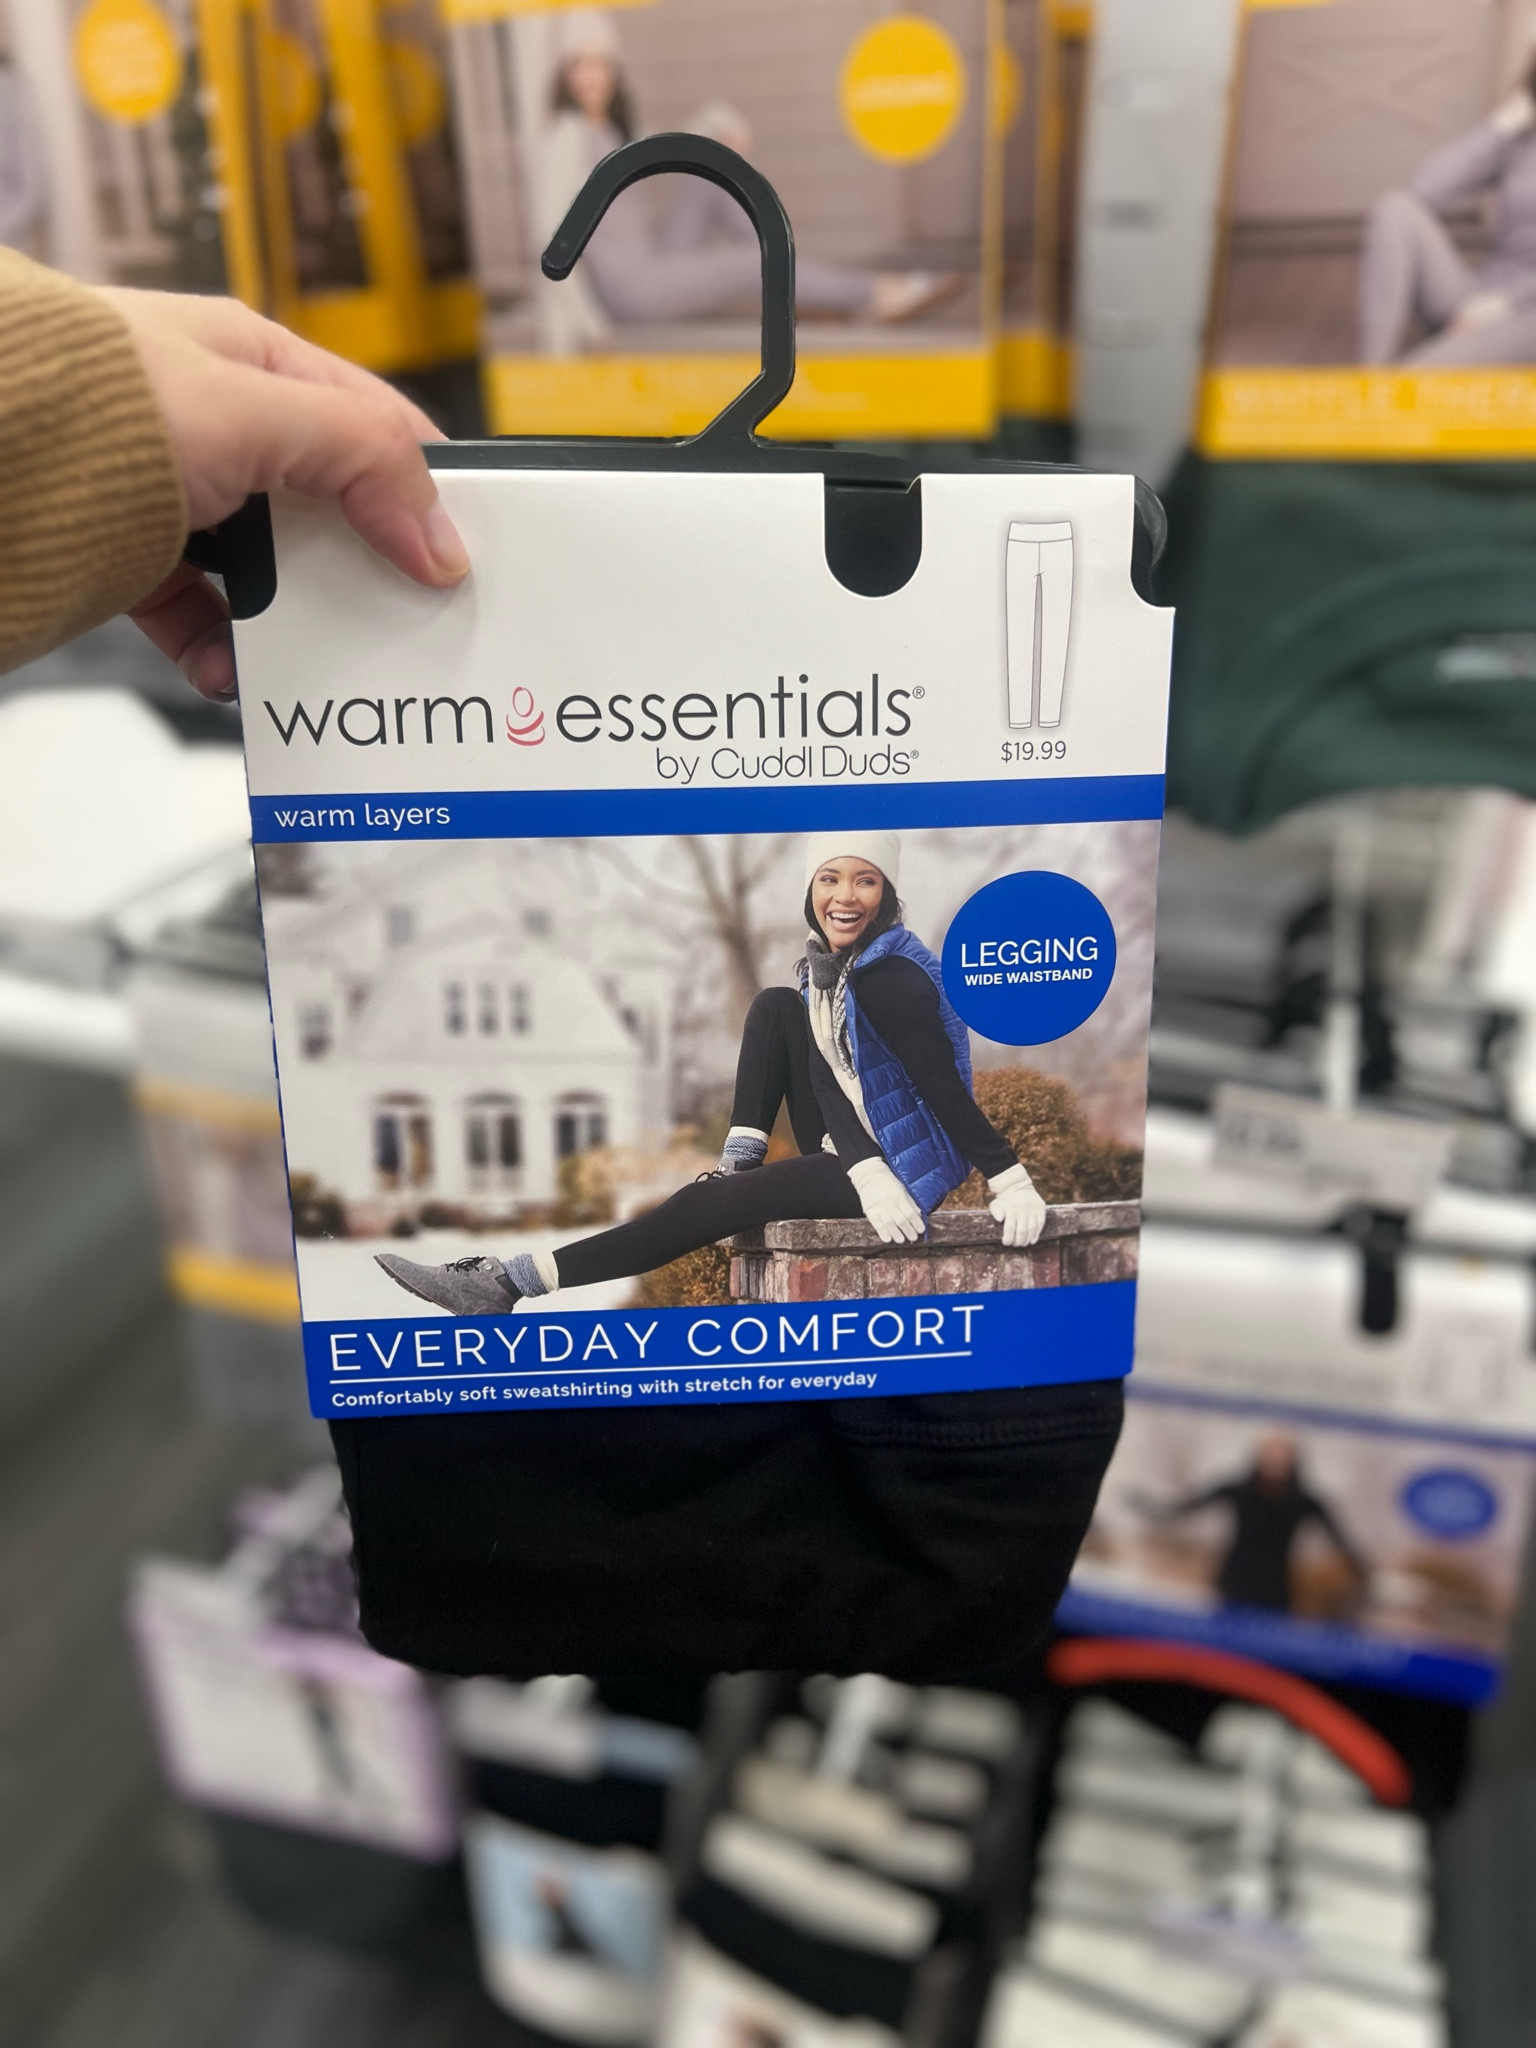 warm essentials®
by Cuddl Duds®
$19.99
warm layers
LEGGING
WIDE WAISTBAND
EVERYDAY COMFORT
Comfortably soft sweatshirting with stretch for everyday